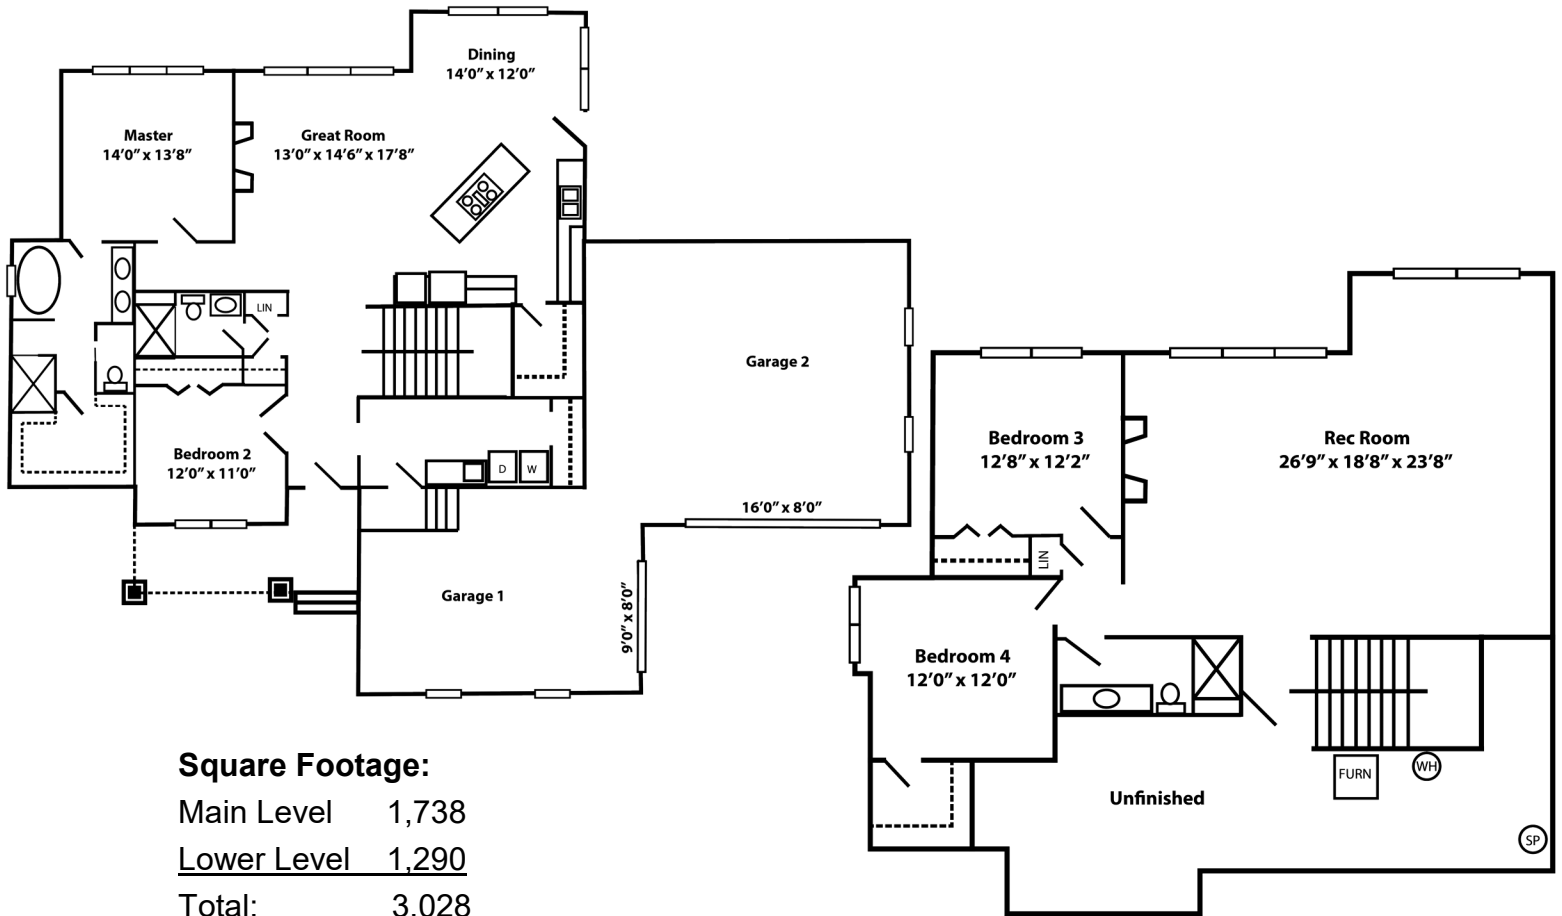 Dining
14’0” x 12’0”
Master
14’0” x 13’8”
Great Room
13’0” x 14’6” x 17’8”
LIN
Bedroom 2
12’0” x 11’0”
D
W
Garage 2
16’0” x 8’0”
Garage 1
9’0” x 8’0”
Bedroom 3
12’8” x 12’2”
Rec Room
26’9” x 18’8” x 23’8”
LIN
Bedroom 4
12’0” x 12’0”
FURN
WH
Unfinished
SP
Square Footage:
Main Level 1,738
Lower Level 1,290
Total: 3,028